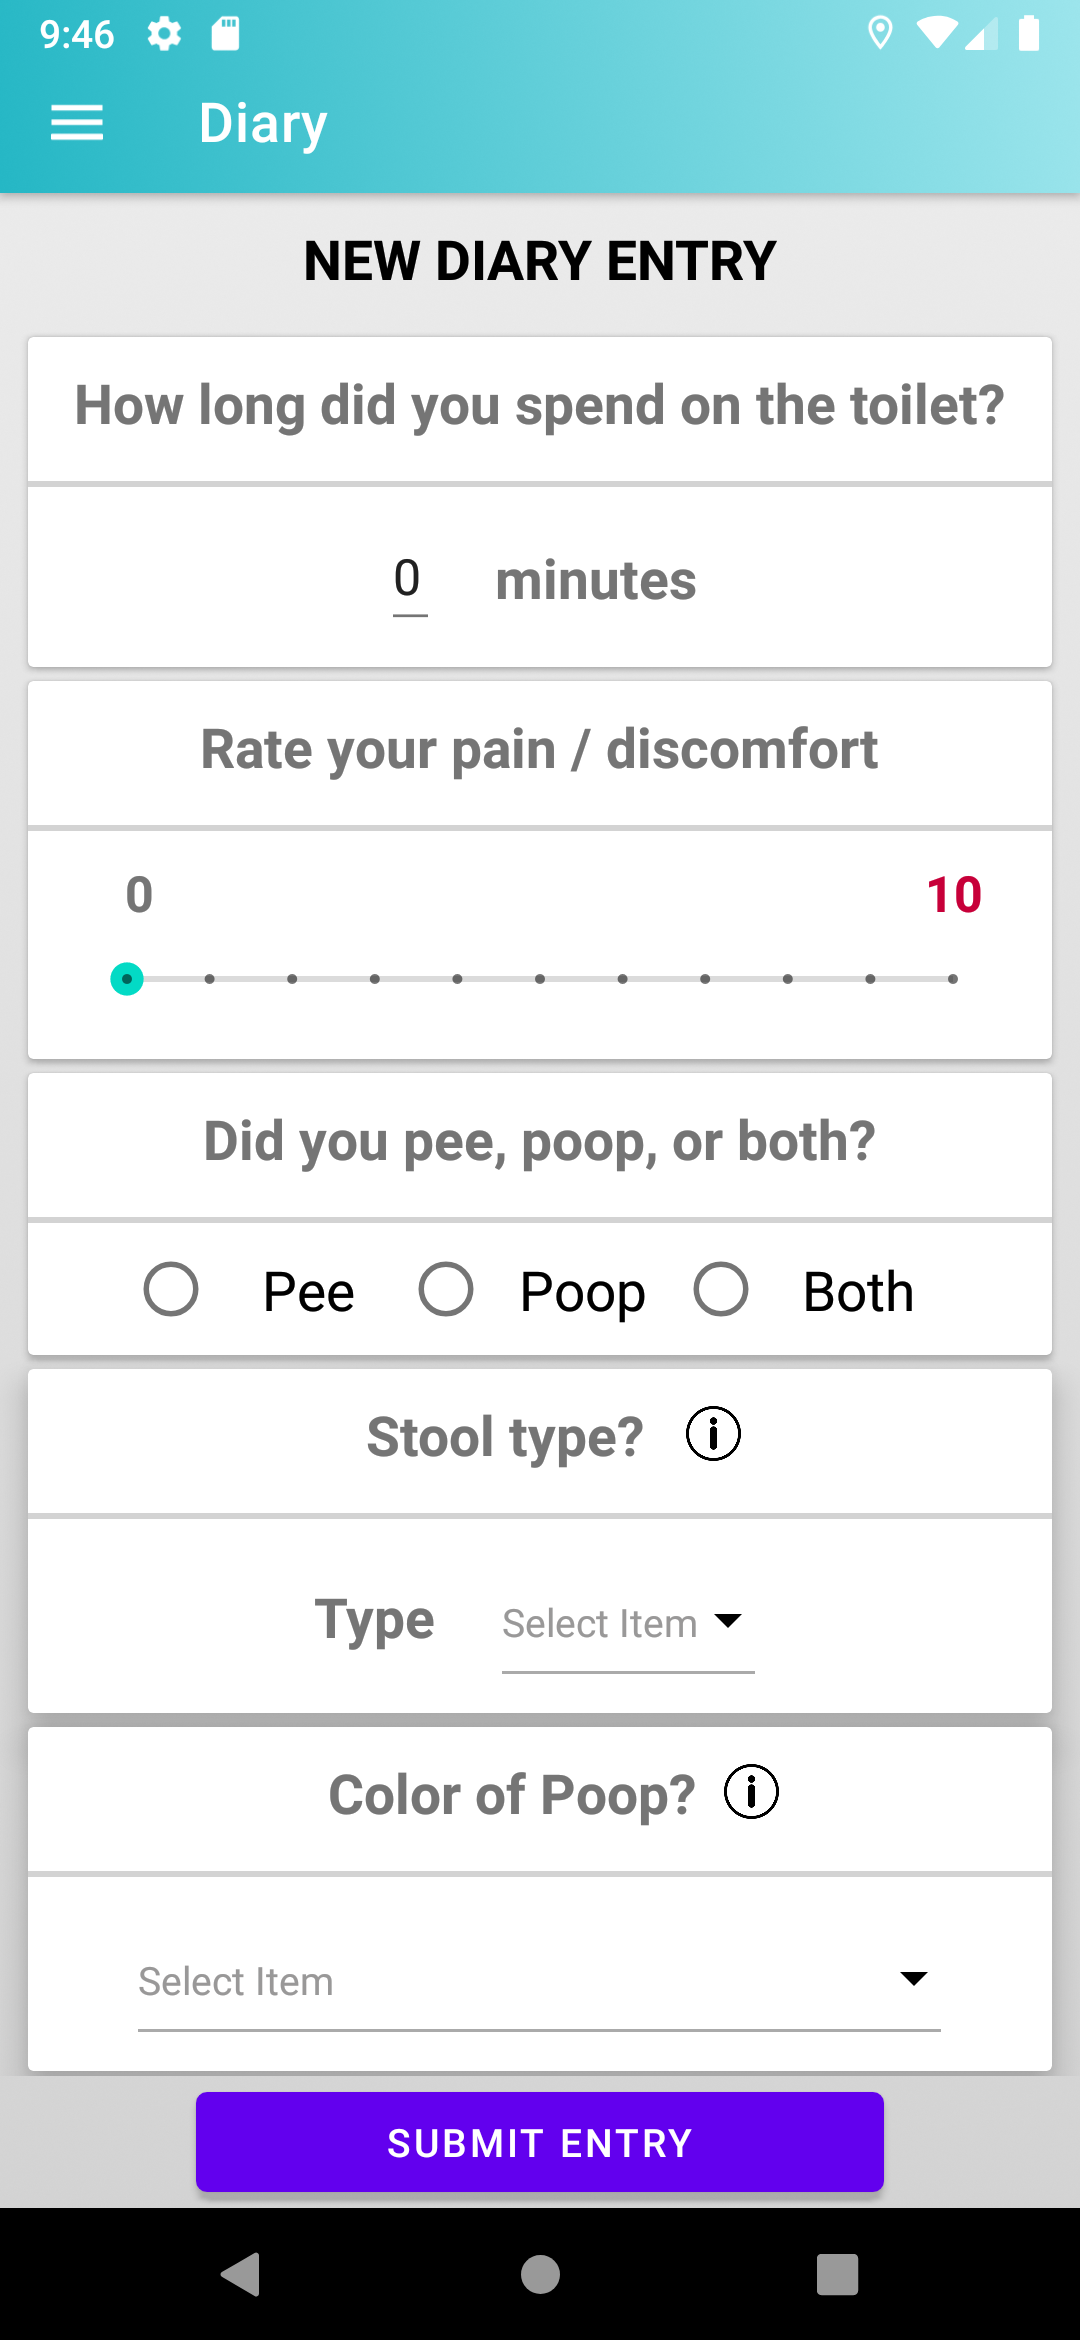 9:46
Diary
NEW DIARY ENTRY
How long did you spend on the toilet?
0 minutes
Rate your pain / discomfort
0 10
Did you pee, poop, or both?
Pee Poop Both
Stool type?
Type Select Item
Color of Poop?
Select Item
SUBMIT ENTRY